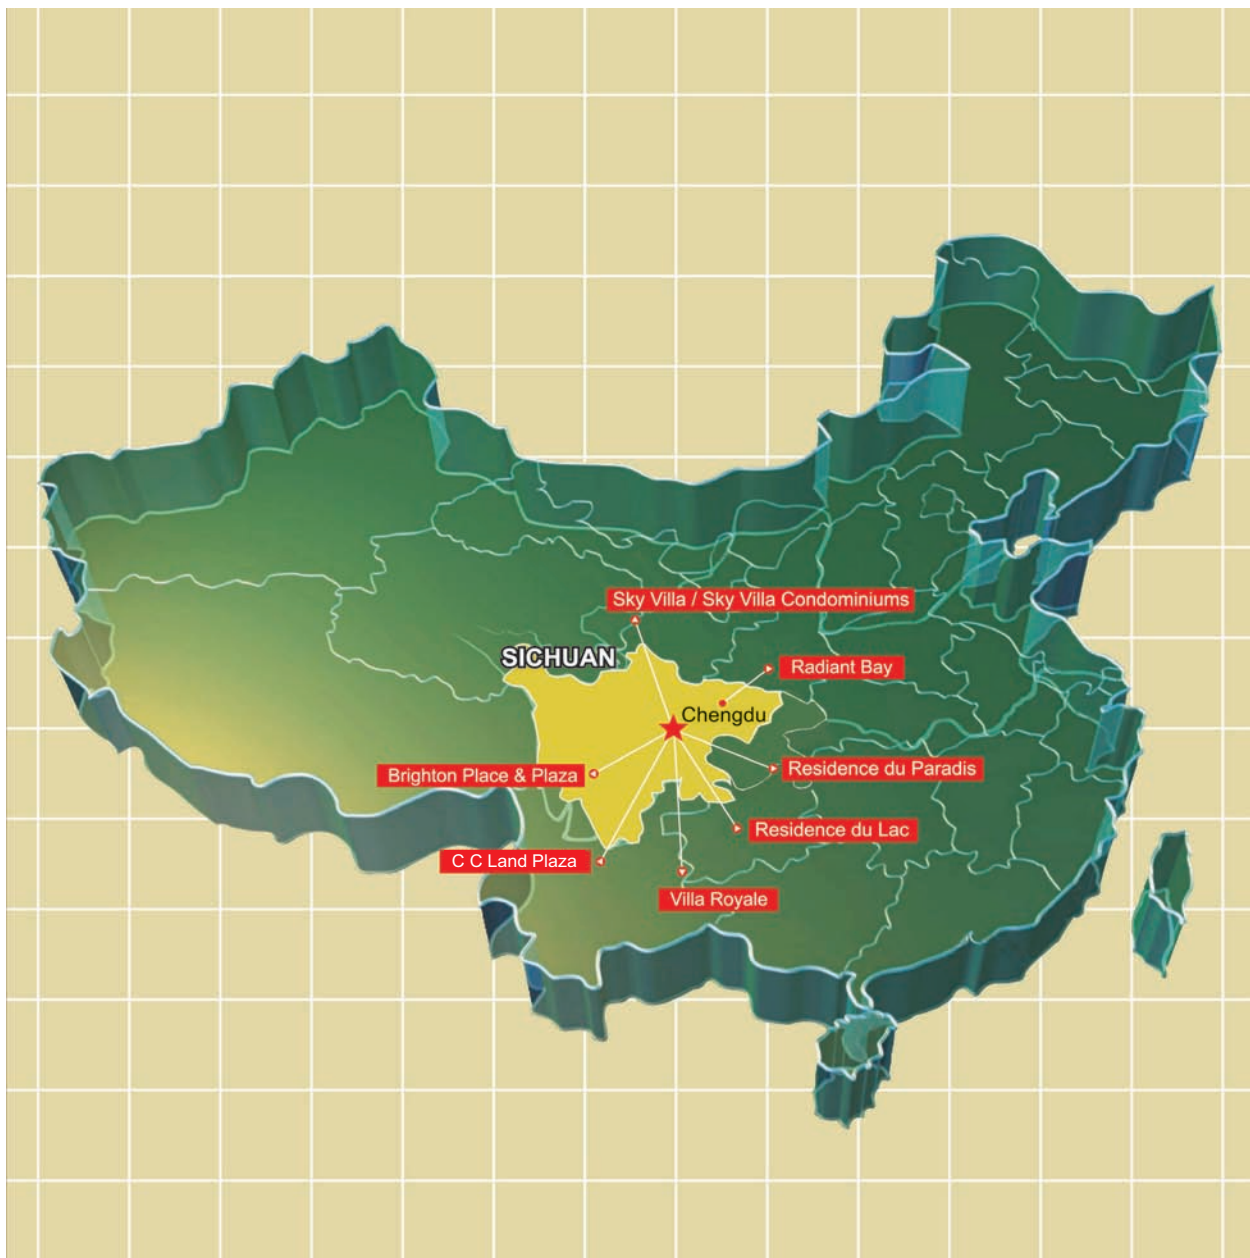 Sky Villa / Sky Villa Condominiums
SICHUAN
Radiant Bay
Chengdu
Brighton Place & Plaza
Residence du Paradis
Residence du Lac
C C Land Plaza
Villa Royale